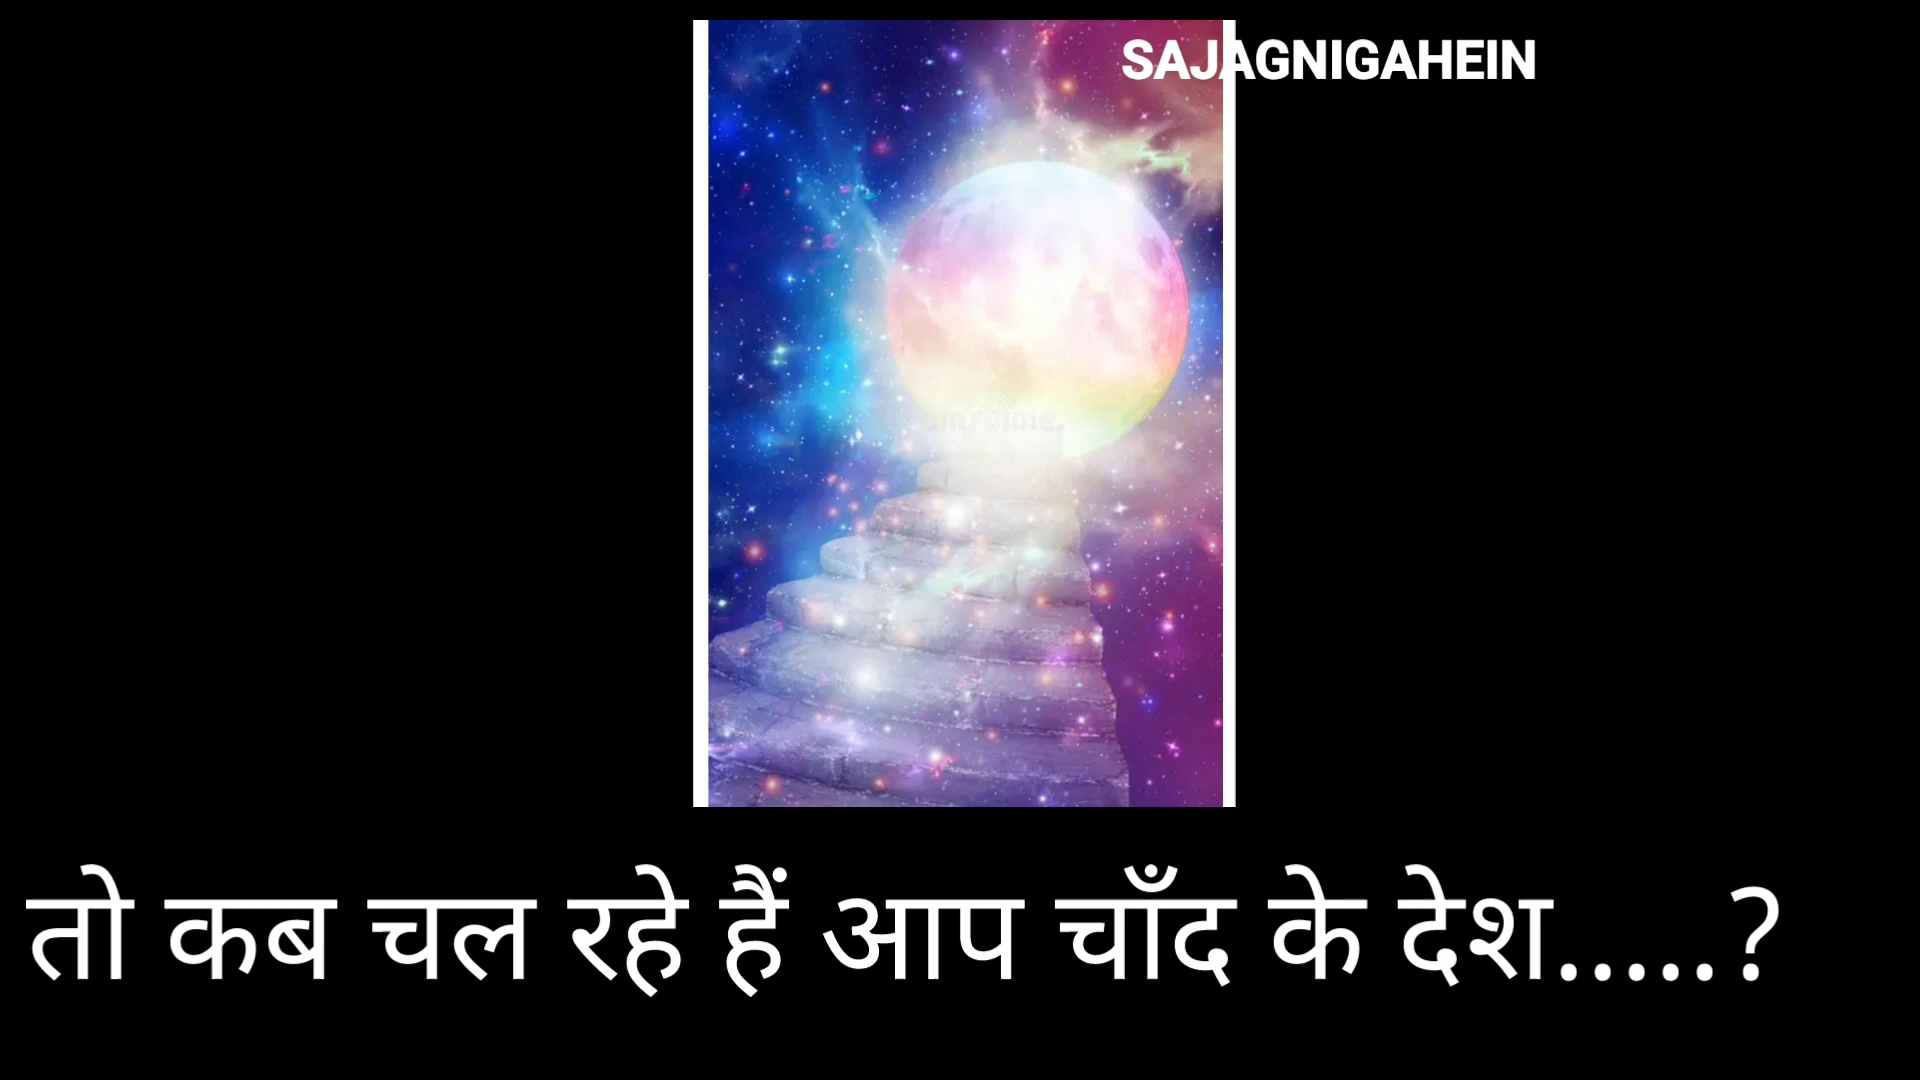 SAJAGNIGAHEIN
तो कब चल रहे हैं आप चाँद के देश.....?